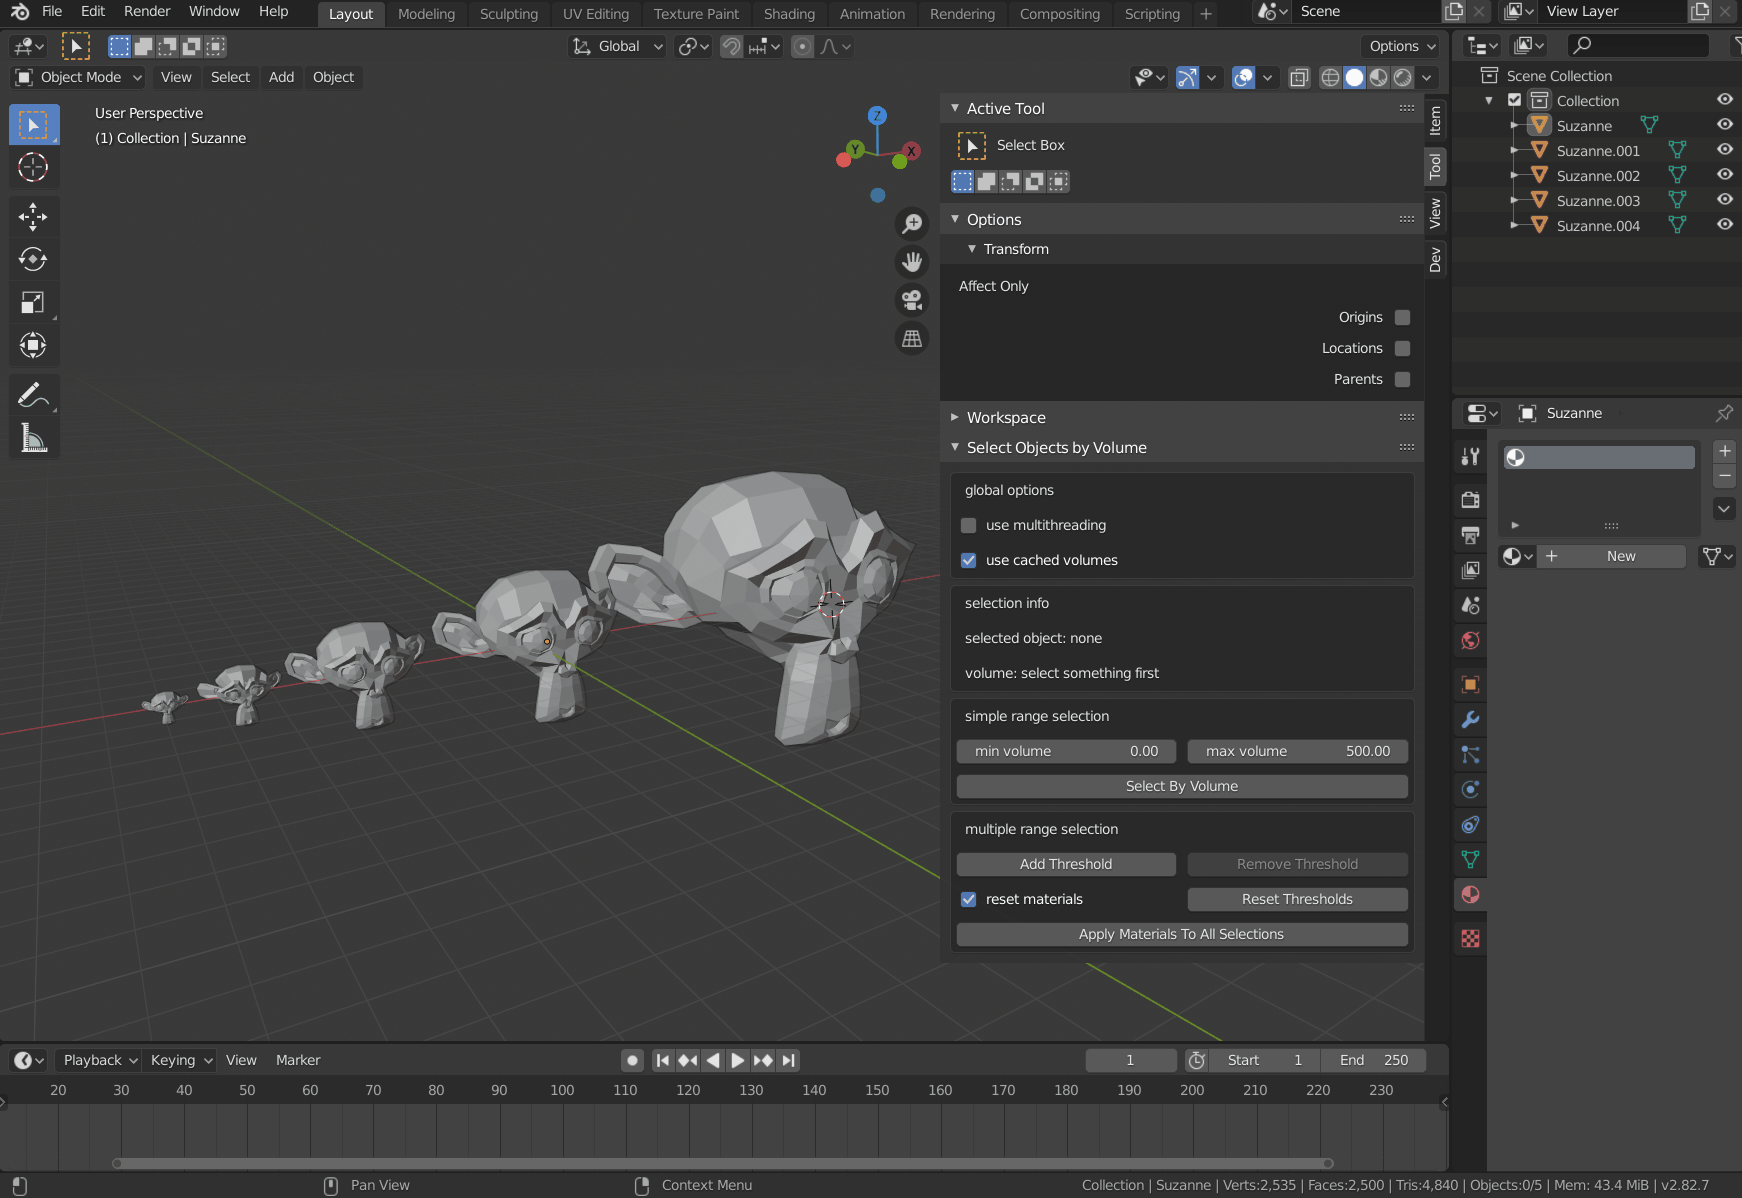 File Edit Render Window Help Layout Modeling Sculpting UV Editing Texture Paint Shading Animation Rendering Compositing Scripting + Scene View Layer
Global Options
Object Mode View Select Add Object
User Perspective
(1) Collection | Suzanne
Z
Y
X
Active Tool
Select Box
Options
Transform
Affect Only
Origins
Locations
Parents
Workspace
Select Objects by Volume
global options
use multithreading
use cached volumes
selection info
selected object: none
volume: select something first
simple range selection
min volume 0.00 max volume 500.00
Select By Volume
multiple range selection
Add Threshold Remove Threshold
reset materials Reset Thresholds
Apply Materials To All Selections
Item
Tool
View
Dev
Scene Collection
Collection
Suzanne
Suzanne.001
Suzanne.002
Suzanne.003
Suzanne.004
Suzanne
+ New
Playback Keying View Marker 1 Start 1 End 250
20 30 40 50 60 70 80 90 100 110 120 130 140 150 160 170 180 190 200 210 220 230
Pan View Context Menu Collection | Suzanne | Verts:2,535 | Faces:2,500 | Tris:4,840 | Objects:0/5 | Mem: 43.4 MiB | v2.82.7